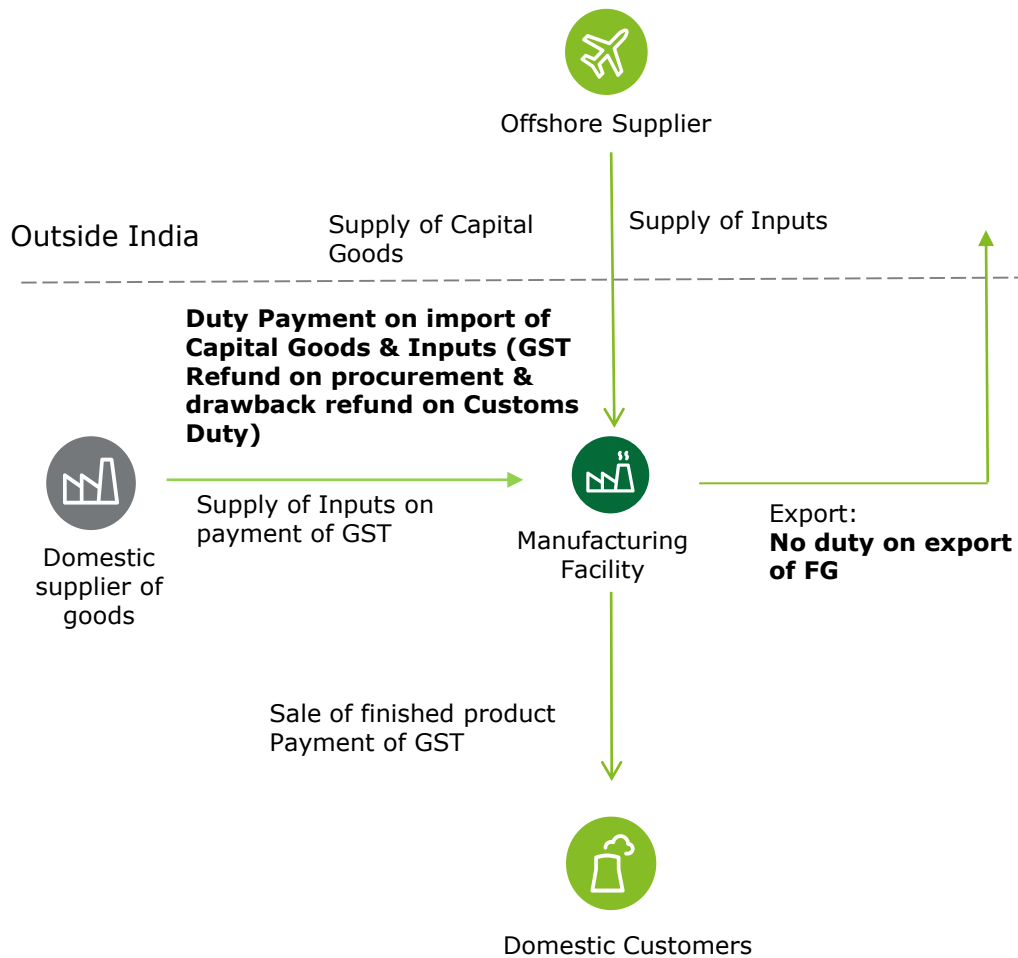 Offshore Supplier
Outside India
Supply of Capital
Goods
Supply of Inputs
Duty Payment on import of
Capital Goods & Inputs (GST
Refund on procurement &
drawback refund on Customs
Duty)
Supply of Inputs on
payment of GST
Domestic
supplier of
goods
Manufacturing
Facility
Export:
No duty on export
of FG
Sale of finished product
Payment of GST
Domestic Customers